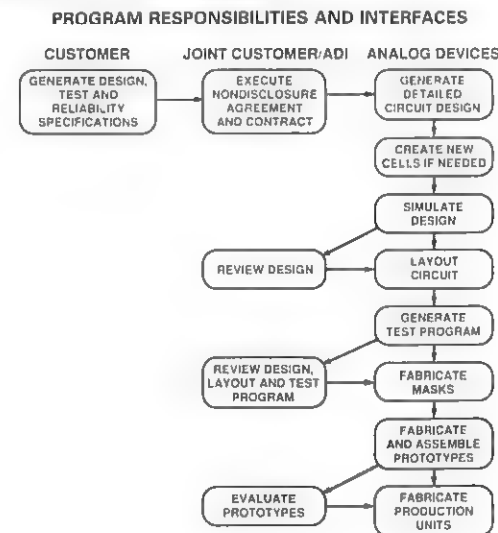 PROGRAM RESPONSIBILITIES AND INTERFACES
CUSTOMER
JOINT CUSTOMER/ADI
ANALOG DEVICES
GENERATE DESIGN,
TEST AND
RELIABILITY
SPECIFICATIONS
EXECUTE
NONDISCLOSURE
AGREEMENT
AND CONTRACT
GENERATE
DETAILED
CIRCUIT DESIGN
CREATE NEW
CELLS IF NEEDED
SIMULATE
DESIGN
REVIEW DESIGN
LAYOUT
CIRCUIT
GENERATE
TEST PROGRAM
REVIEW DESIGN,
LAYOUT AND TEST
PROGRAM
FABRICATE
MASKS
FABRICATE
AND ASSEMBLE
PROTOTYPES
EVALUATE
PROTOTYPES
FABRICATE
PRODUCTION
UNITS